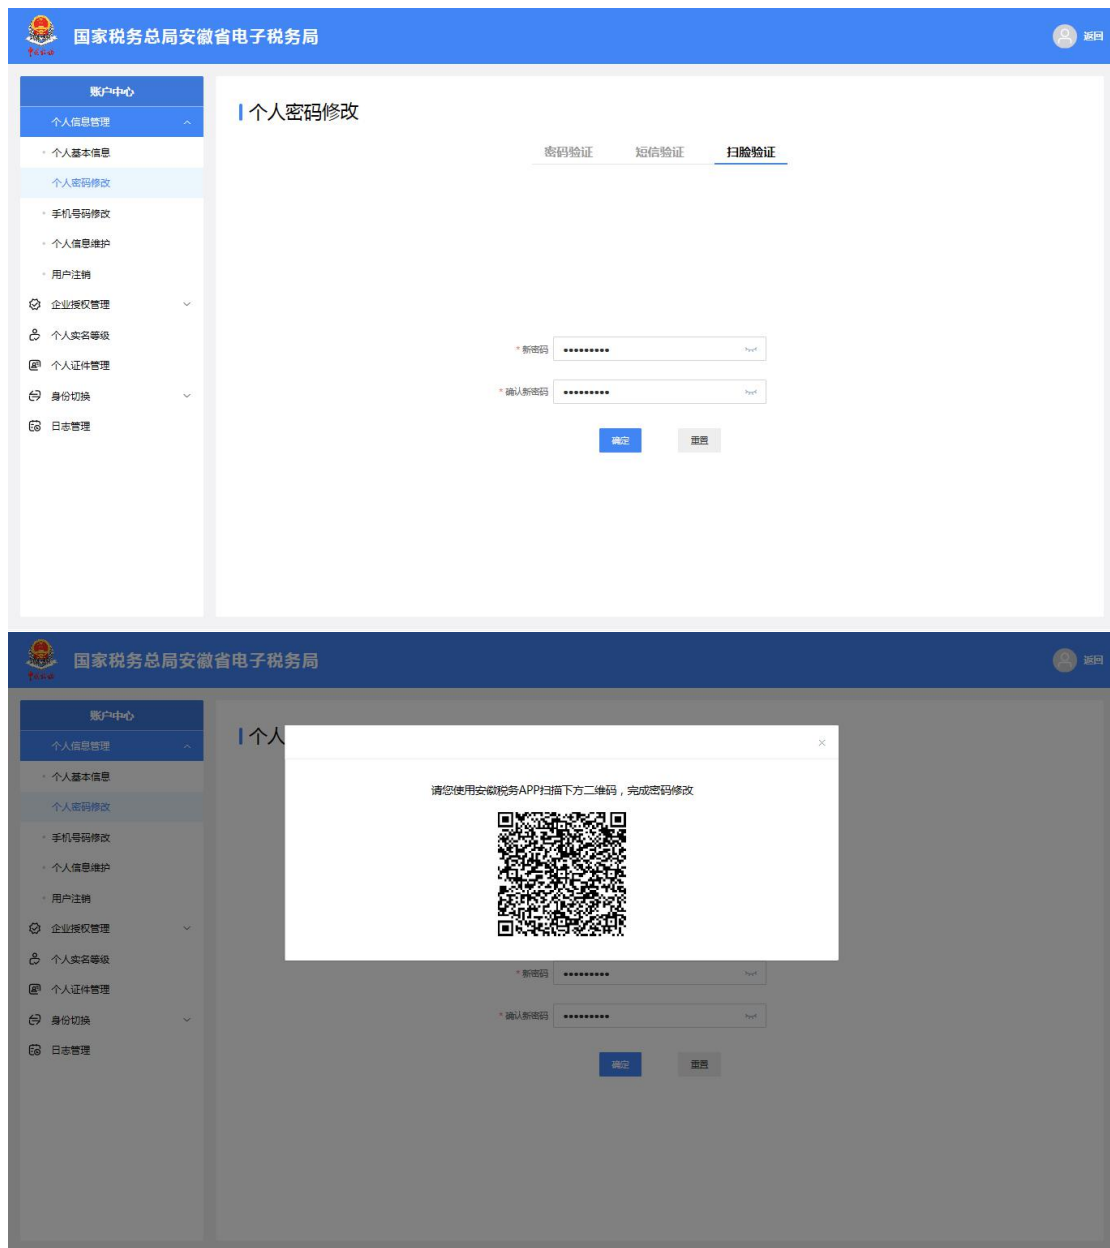 国家税务总局安徽省电子税务局
返回
账户中心
个人信息管理
个人基本信息
个人密码修改
手机号码修改
个人信息维护
用户注销
企业授权管理
个人实名等级
个人证件管理
身份切换
日志管理
个人密码修改
密码验证 短信验证 扫脸验证
* 新密码 •••••••••
* 确认新密码 •••••••••
确定 重置
国家税务总局安徽省电子税务局
返回
账户中心
个人信息管理
个人基本信息
个人密码修改
手机号码修改
个人信息维护
用户注销
企业授权管理
个人实名等级
个人证件管理
身份切换
日志管理
个人
请您使用安徽税务APP扫描下方二维码，完成密码修改
* 新密码 •••••••••
* 确认新密码 •••••••••
确定 重置